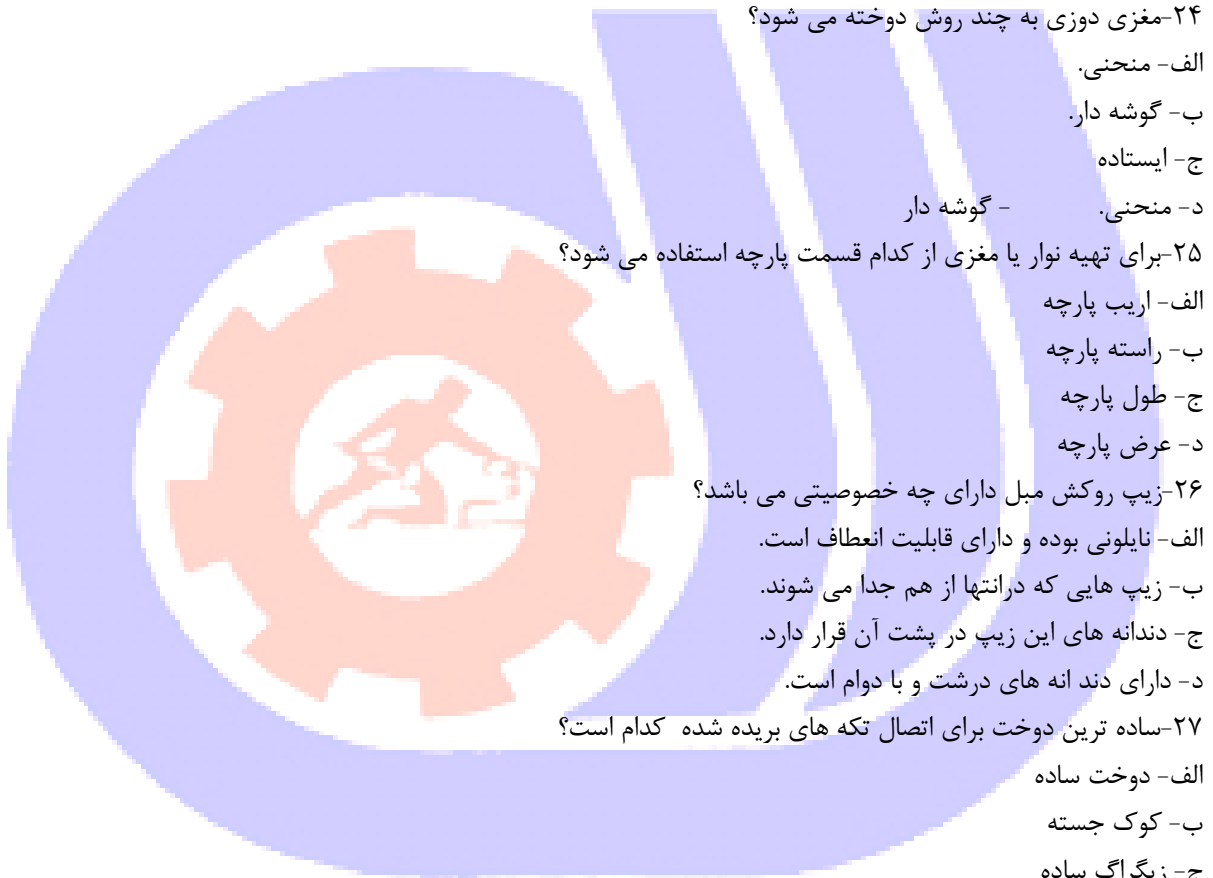 ۲۴-مغزی دوزی به چند روش دوخته می شود؟
الف- منحنی.
ب- گوشه دار.
ج- ایستاده
د- منحنی. - گوشه دار
۲۵-برای تهیه نوار یا مغزی از کدام قسمت پارچه استفاده می شود؟
الف- اریب پارچه
ب- راسته پارچه
ج- طول پارچه
د- عرض پارچه
۲۶-زیپ روکش مبل دارای چه خصوصیتی می باشد؟
الف- نایلونی بوده و دارای قابلیت انعطاف است.
ب- زیپ هایی که درانتها از هم جدا می شوند.
ج- دندانه های این زیپ در پشت آن قرار دارد.
د- دارای دند انه های درشت و با دوام است.
۲۷-ساده ترین دوخت برای اتصال تکه های بریده شده کدام است؟
الف- دوخت ساده
ب- کوک جسته
ج- زیگزاگ ساده